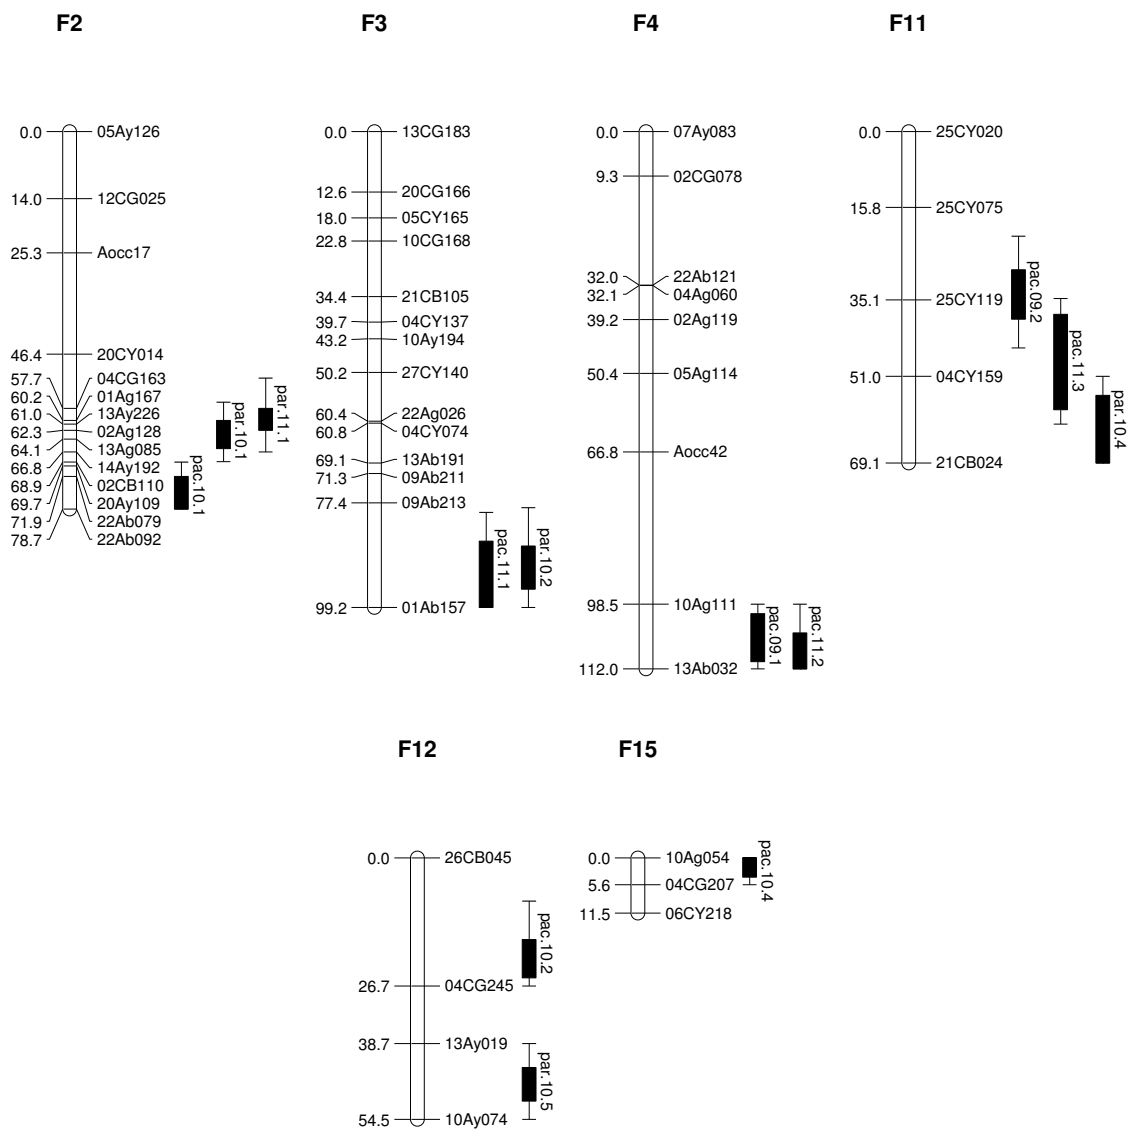 F2
0.0 05Ay126
14.0 12CG025
25.3 Aocc17
46.4 20CY014
57.7 04CG163
60.2 01Ag167
61.0 13Ay226
62.3 02Ag128
64.1 13Ag085
66.8 14Ay192
68.9 02CB110
69.7 20Ay109
71.9 22Ab079
78.7 22Ab092
pac.10.1
par.10.1
par.11.1
F3
0.0 13CG183
12.6 20CG166
18.0 05CY165
22.8 10CG168
34.4 21CB105
39.7 04CY137
43.2 10Ay194
50.2 27CY140
60.4 22Ag026
60.8 04CY074
69.1 13Ab191
71.3 09Ab211
77.4 09Ab213
99.2 01Ab157
pac.11.1
par.10.2
F4
0.0 07Ay083
9.3 02CG078
32.0 22Ab121
32.1 04Ag060
39.2 02Ag119
50.4 05Ag114
66.8 Aocc42
98.5 10Ag111
112.0 13Ab032
pac.09.1
pac.11.2
F11
0.0 25CY020
15.8 25CY075
35.1 25CY119
51.0 04CY159
69.1 21CB024
pac.09.2
pac.11.3
par.10.4
F12
0.0 26CB045
26.7 04CG245
38.7 13Ay019
54.5 10Ay074
pac.10.2
par.10.5
F15
0.0 10Ag054
5.6 04CG207
11.5 06CY218
pac.10.4